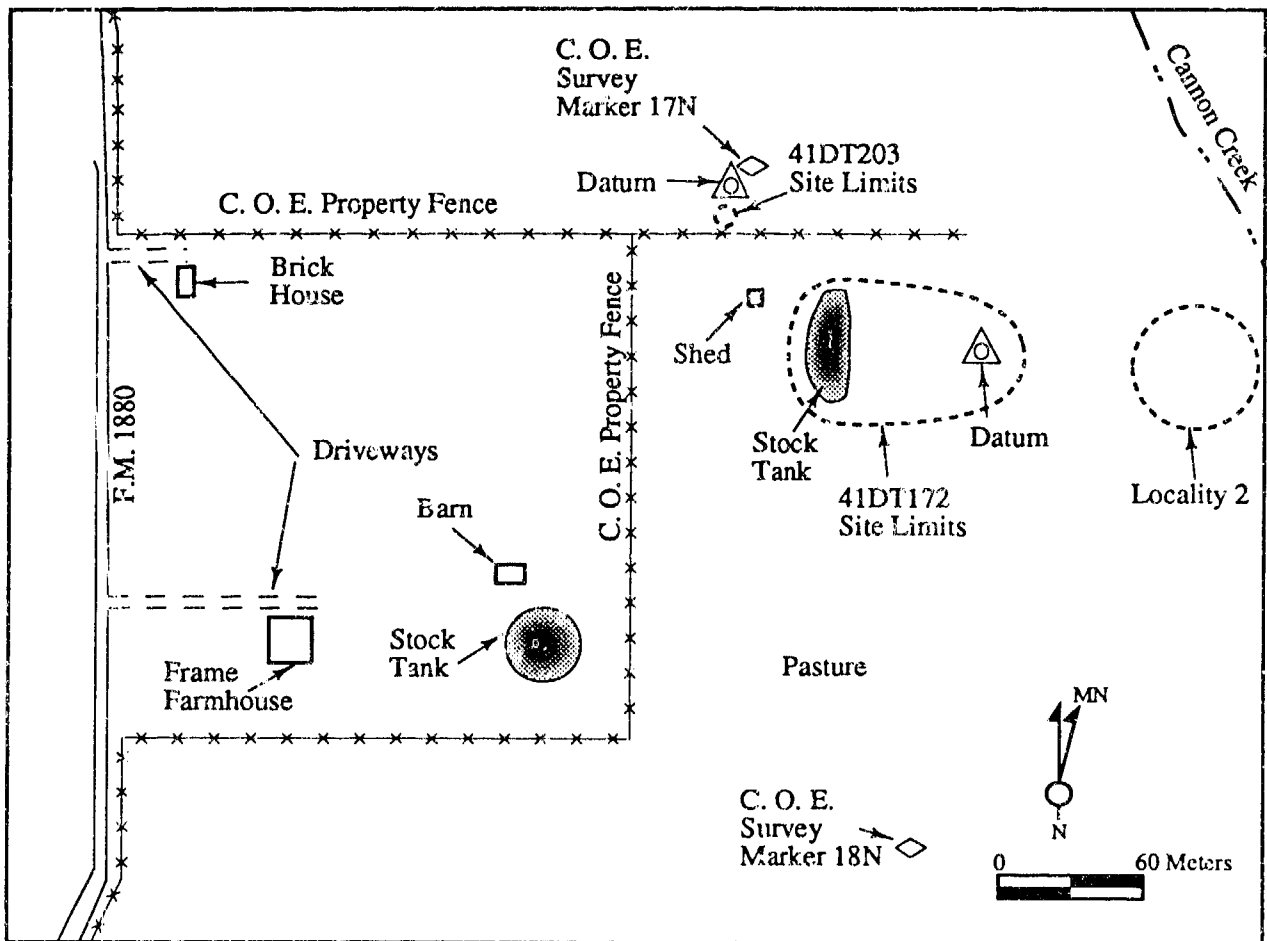 C. O. E.
Survey
Marker 17N
Cannon Creek
41DT203
Site Limits
Datum
C. O. E. Property Fence
Brick
House
C. O. E. Property Fence
Shed
F.M. 1880
Driveways
Stock
Tank
Datum
41DT172
Site Limits
Locality 2
Barn
Stock
Tank
Frame
Farmhouse
Pasture
MN
N
C. O. E.
Survey
Marker 18N
0 60 Meters